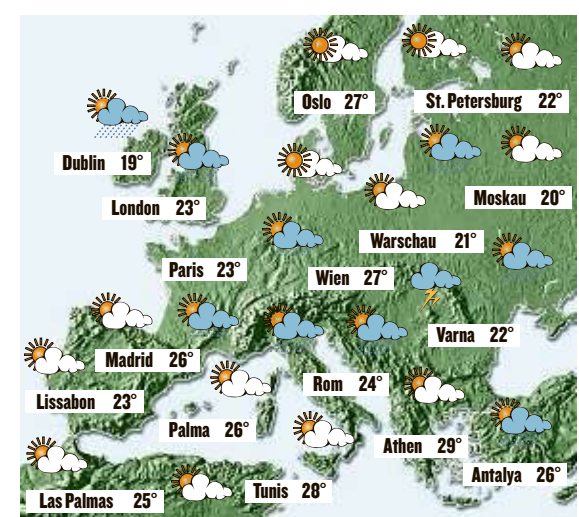 Oslo 27°
St. Petersburg 22°
Dublin 19°
Moskau 20°
London 23°
Warschau 21°
Paris 23°
Wien 27°
Varna 22°
Madrid 26°
Rom 24°
Lissabon 23°
Palma 26°
Athen 29°
Antalya 26°
Las Palmas 25°
Tunis 28°